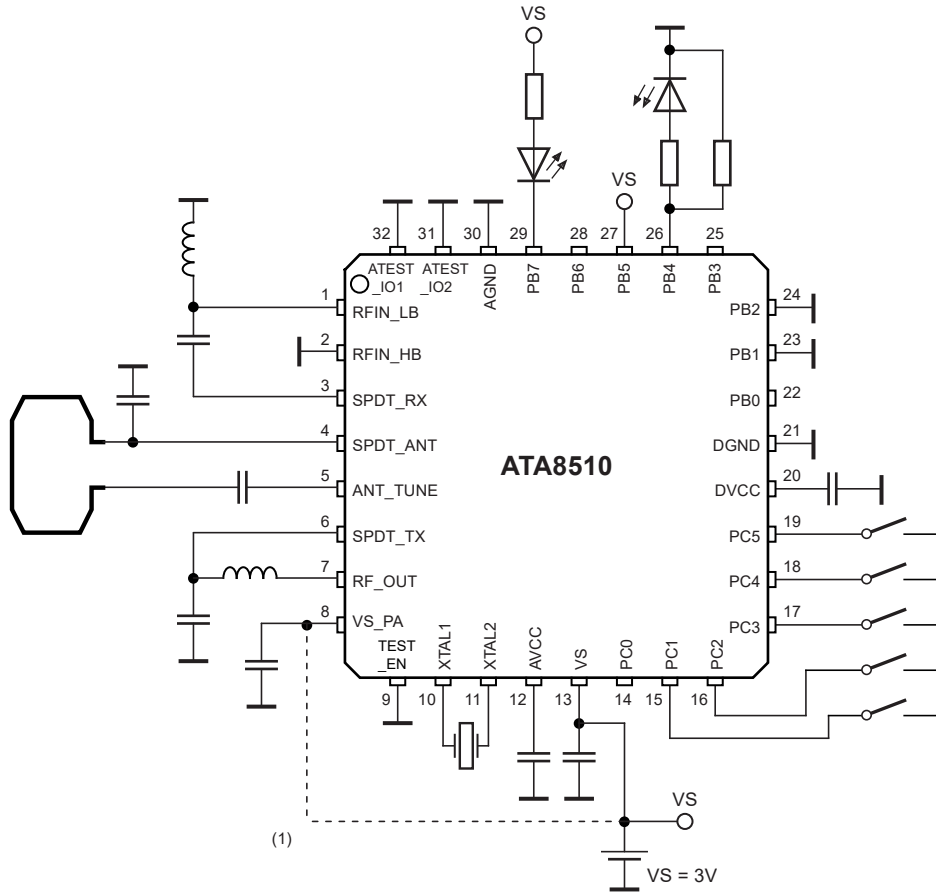 VS
VS
32
31
30
29
28
27
26
25
ATEST
_IO1
ATEST
_IO2
AGND
PB7
PB6
PB5
PB4
PB3
1
RFIN_LB
2
RFIN_HB
3
SPDT_RX
4
SPDT_ANT
5
ANT_TUNE
6
SPDT_TX
7
RF_OUT
8
VS_PA
ATA8510
PB2
24
PB1
23
PB0
22
DGND
21
DVCC
20
PC5
19
PC4
18
PC3
17
TEST
_EN
XTAL1
XTAL2
AVCC
VS
PC0
PC1
PC2
9
10
11
12
13
14
15
16
VS
(1)
VS = 3V